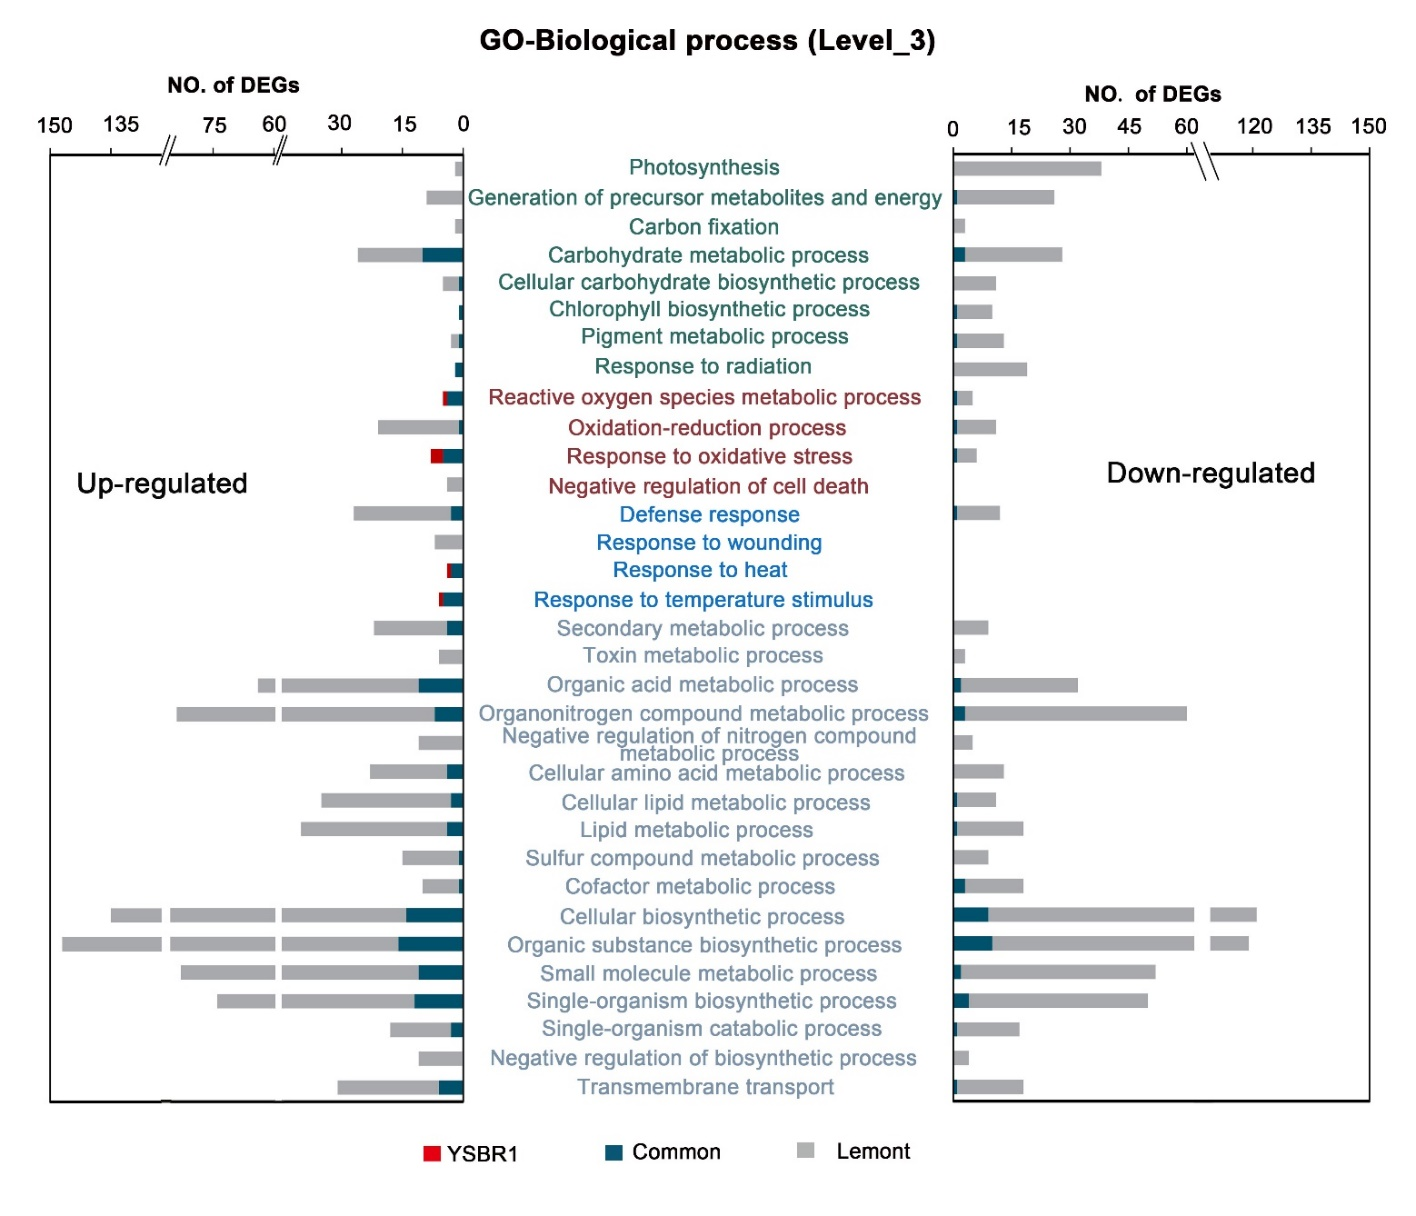 GO-Biological process (Level_3)
NO. of DEGs
NO. of DEGs
150 135 75 60 30 15 0
0 15 30 45 60 120 135 150
Photosynthesis
Generation of precursor metabolites and energy
Carbon fixation
Carbohydrate metabolic process
Cellular carbohydrate biosynthetic process
Chlorophyll biosynthetic process
Pigment metabolic process
Response to radiation
Reactive oxygen species metabolic process
Oxidation-reduction process
Response to oxidative stress
Up-regulated
Down-regulated
Negative regulation of cell death
Defense response
Response to wounding
Response to heat
Response to temperature stimulus
Secondary metabolic process
Toxin metabolic process
Organic acid metabolic process
Organonitrogen compound metabolic process
Negative regulation of nitrogen compound
metabolic process
Cellular amino acid metabolic process
Cellular lipid metabolic process
Lipid metabolic process
Sulfur compound metabolic process
Cofactor metabolic process
Cellular biosynthetic process
Organic substance biosynthetic process
Small molecule metabolic process
Single-organism biosynthetic process
Single-organism catabolic process
Negative regulation of biosynthetic process
Transmembrane transport
YSBR1 Common Lemont